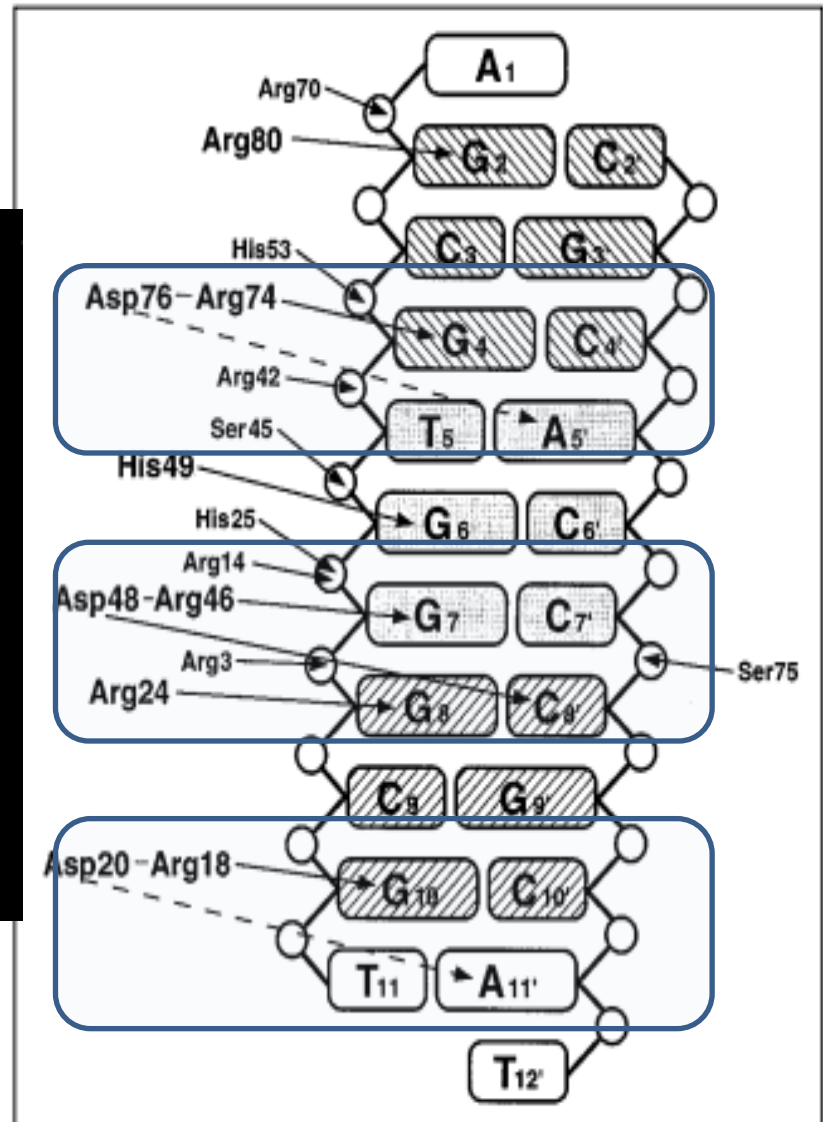 A1
Arg70
Arg80 G2 C2'
C3 G3'
His53
Asp76-Arg74
G4 C4'
Arg42
T5 A5'
Ser45
His49
G6 C6'
His25
Arg14
Asp48-Arg46
G7 C7'
Arg3
Ser75
Arg24
G8 C8'
C9 G9'
Asp20-Arg18
G10 C10'
T11 A11'
T12'